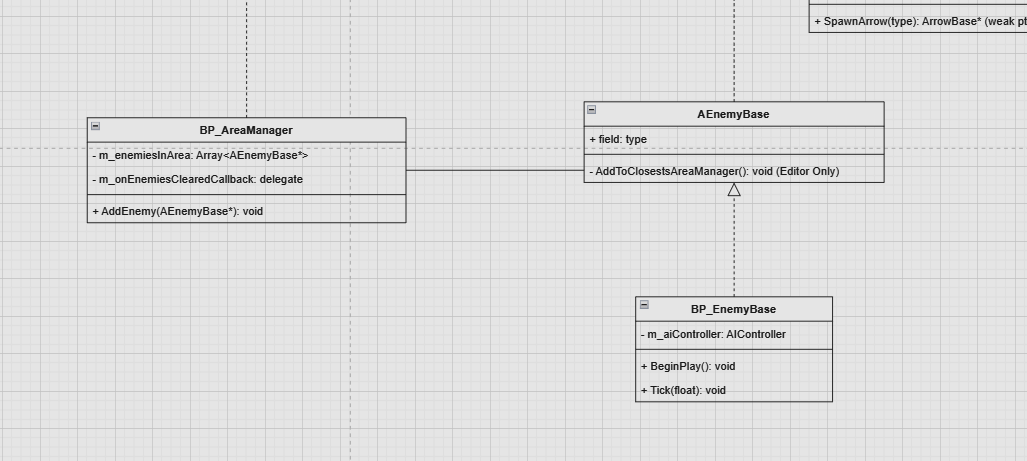 + SpawnArrow(type): ArrowBase* (weak pt
BP_AreaManager
- m_enemiesInArea: Array<AEnemyBase*>
- m_onEnemiesClearedCallback: delegate
+ AddEnemy(AEnemyBase*): void
AEnemyBase
+ field: type
- AddToClosestsAreaManager(): void (Editor Only)
BP_EnemyBase
- m_aiController: AIController
+ BeginPlay(): void
+ Tick(float): void